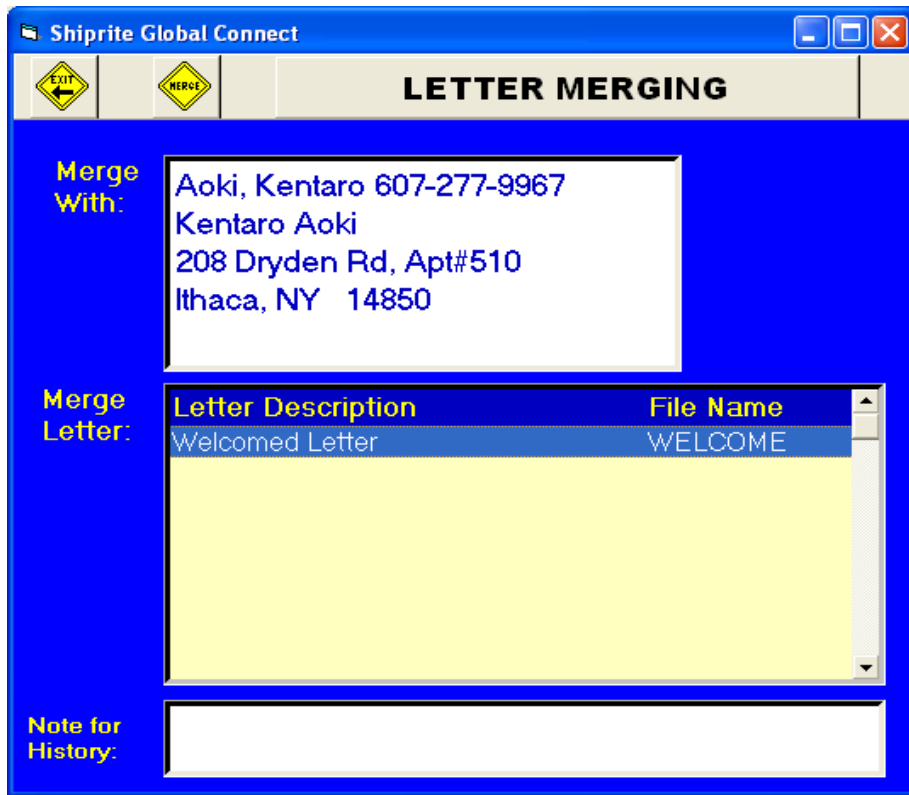 Shiprite Global Connect
EXIT
MERGE
LETTER MERGING
Merge With:
Aoki, Kentaro 607-277-9967
Kentaro Aoki
208 Dryden Rd, Apt#510
Ithaca, NY   14850
Merge Letter:
Letter Description File Name
Welcomed Letter WELCOME
Note for History: